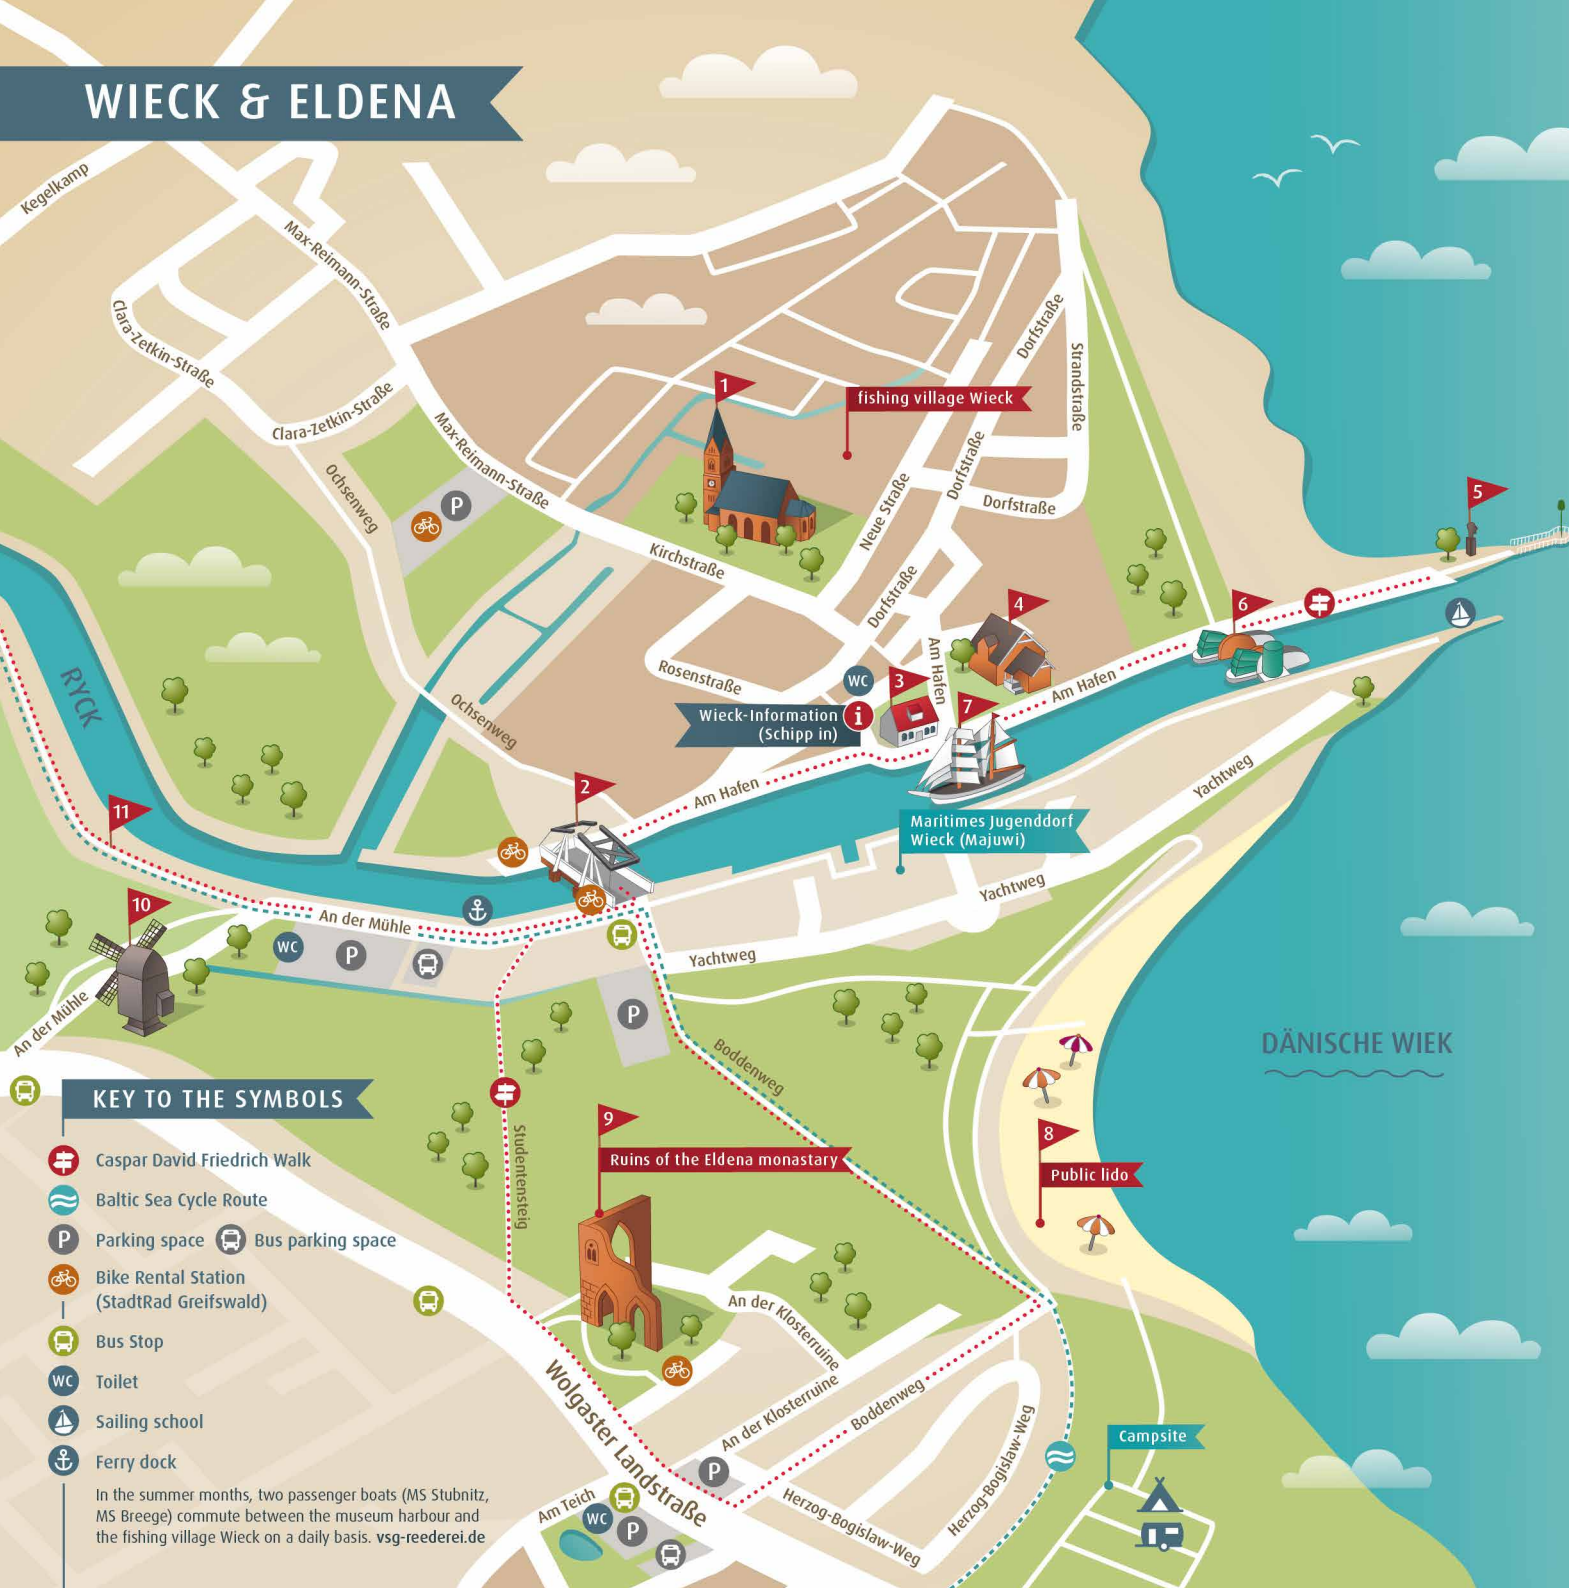 WIECK & ELDENA
Kegelkamp
Max-Reimann-Straße
Clara-Zetkin-Straße
Clara-Zetkin-Straße
Max-Reimann-Straße
Ochsenweg
P
1
fishing village Wieck
Dorfstraße
Strandstraße
Dorfstraße
Neue Straße
Dorfstraße
5
Kirchstraße
Dorfstraße
4
6
Rosenstraße
WC
3
Am Hafen
7
Am Hafen
Wieck-Information
(Schipp in)
i
RYCK
Ochsenweg
2
Am Hafen
Yachtweg
11
Maritimes Jugenddorf
Wieck (Majuwi)
Yachtweg
10
An der Mühle
WC
P
Yachtweg
An der Mühle
P
DÄNISCHE WIEK
Boddenweg
KEY TO THE SYMBOLS
Caspar David Friedrich Walk
Baltic Sea Cycle Route
P Parking space Bus parking space
Bike Rental Station
(StadtRad Greifswald)
Bus Stop
WC Toilet
Sailing school
Ferry dock
In the summer months, two passenger boats (MS Stubnitz,
MS Breege) commute between the museum harbour and
the fishing village Wieck on a daily basis. vsg-reederei.de
Studentensteig
9
Ruins of the Eldena monastary
8
Public lido
An der Klosterruine
An der Klosterruine
Boddenweg
Wolgaster Landstraße
P
Herzog-Bogislaw-Weg
Herzog-Bogislaw-Weg
Campsite
Am Teich
WC
P